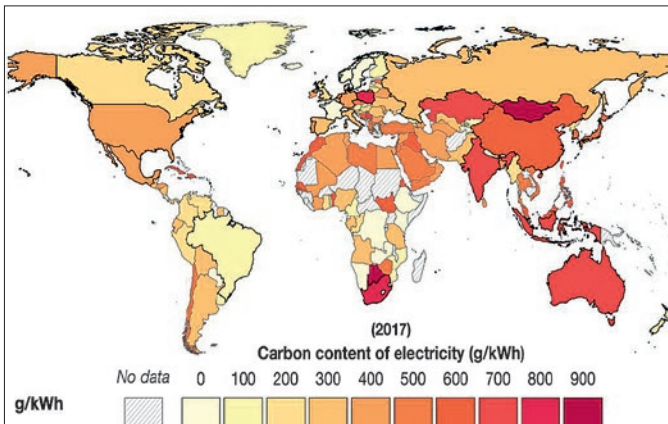 (2017)
Carbon content of electricity (g/kWh)
No data 0 100 200 300 400 500 600 700 800 900
g/kWh